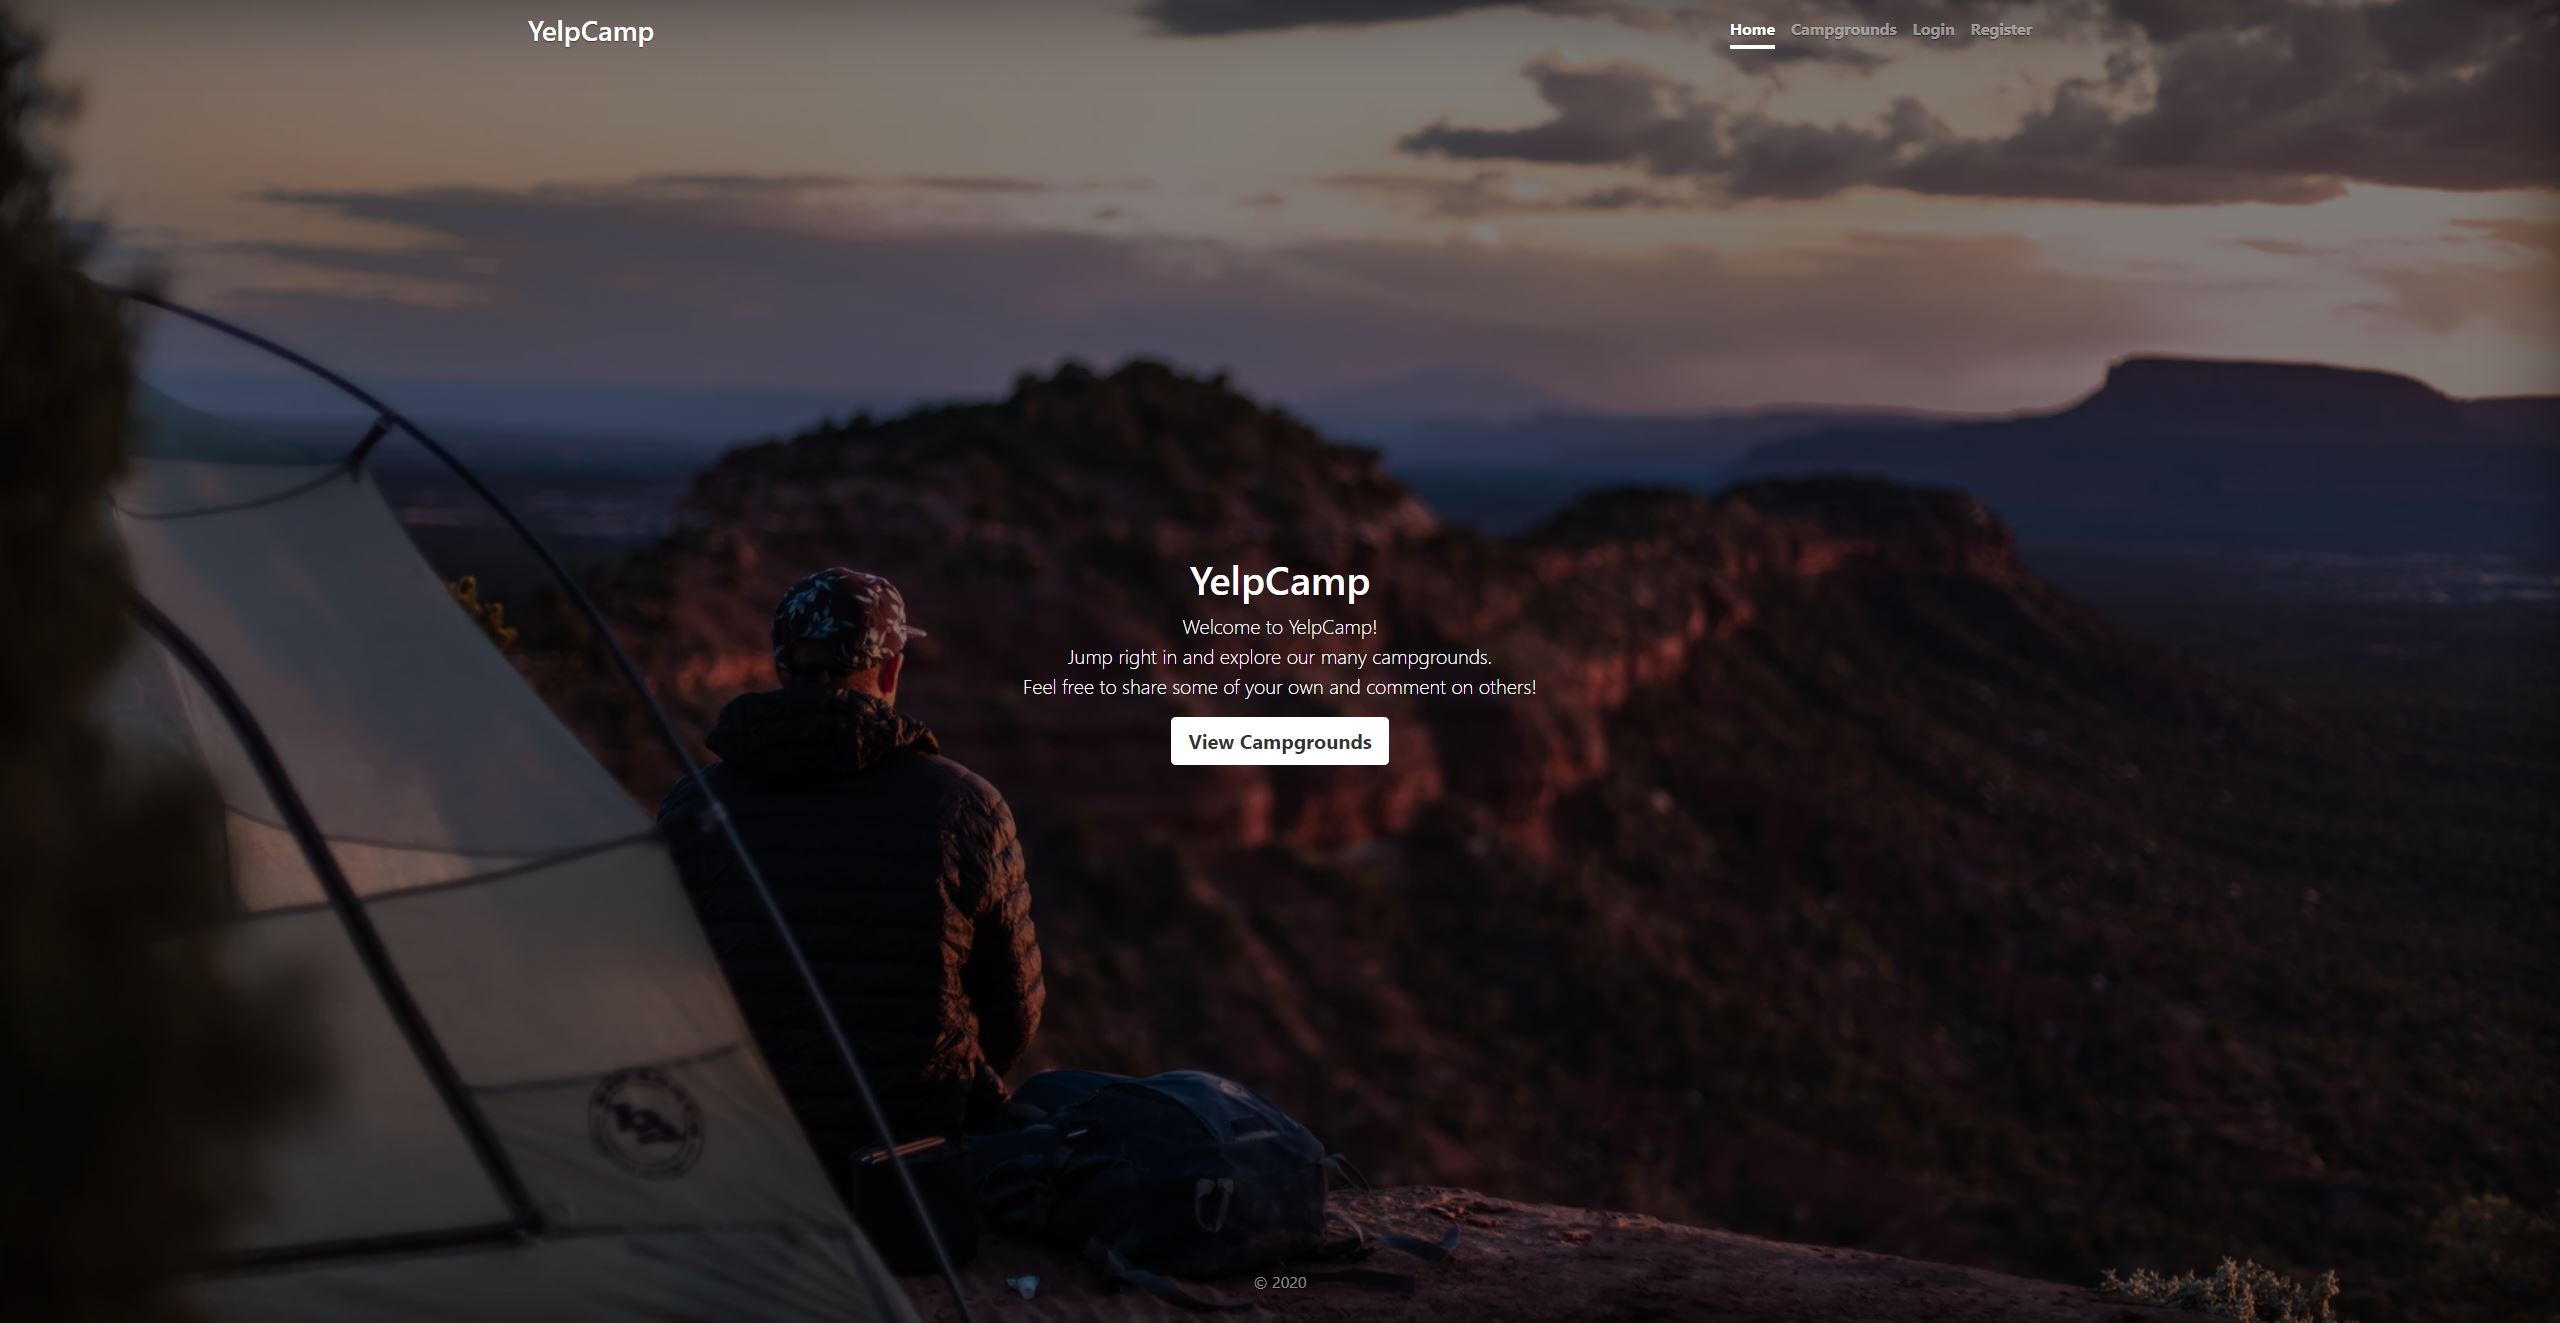 YelpCamp
Home Campgrounds Login Register
YelpCamp
Welcome to YelpCamp!
Jump right in and explore our many campgrounds.
Feel free to share some of your own and comment on others!
View Campgrounds
© 2020